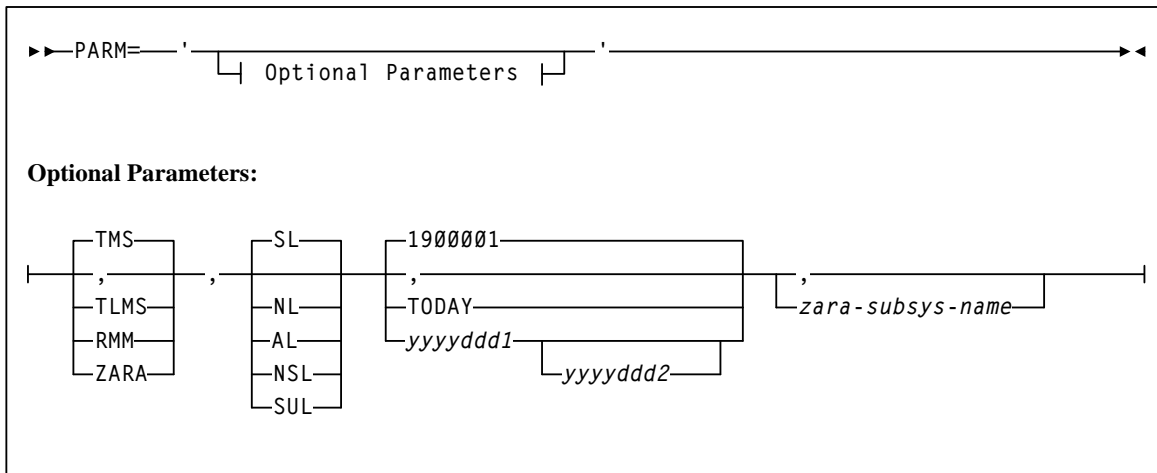 PARM= ' '
Optional Parameters
Optional Parameters:
TMS SL 19ØØØØ1
, , , ,
TLMS NL TODAY zara-subsys-name
RMM AL yyyyddd1
ZARA NSL yyyyddd2
SUL